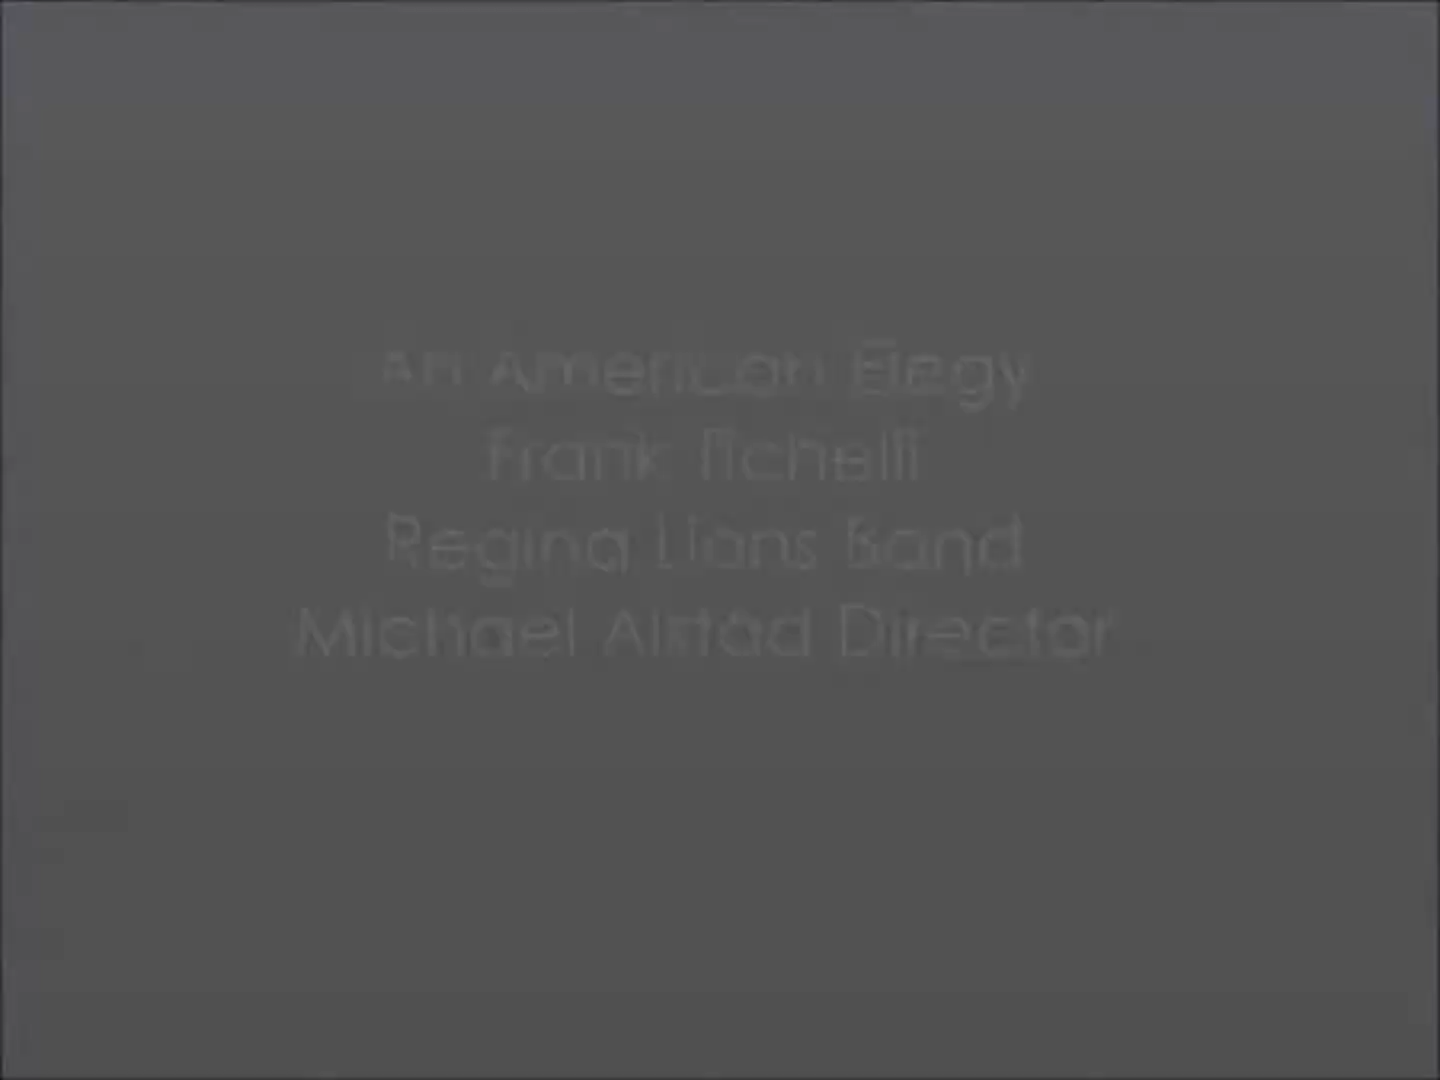 An American Elegy
Frank Ticheli
Regina Lions Band
Michael Alstad Director